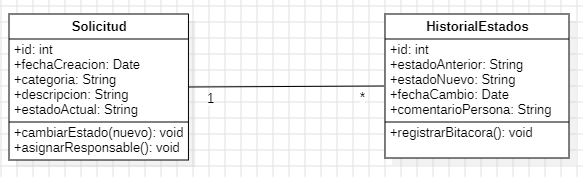 Solicitud
+id: int
+fechaCreacion: Date
+categoria: String
+descripcion: String
+estadoActual: String
+cambiarEstado(nuevo): void
+asignarResponsable(): void
1
*
HistorialEstados
+id: int
+estadoAnterior: String
+estadoNuevo: String
+fechaCambio: Date
+comentarioPersona: String
+registrarBitacora(): void